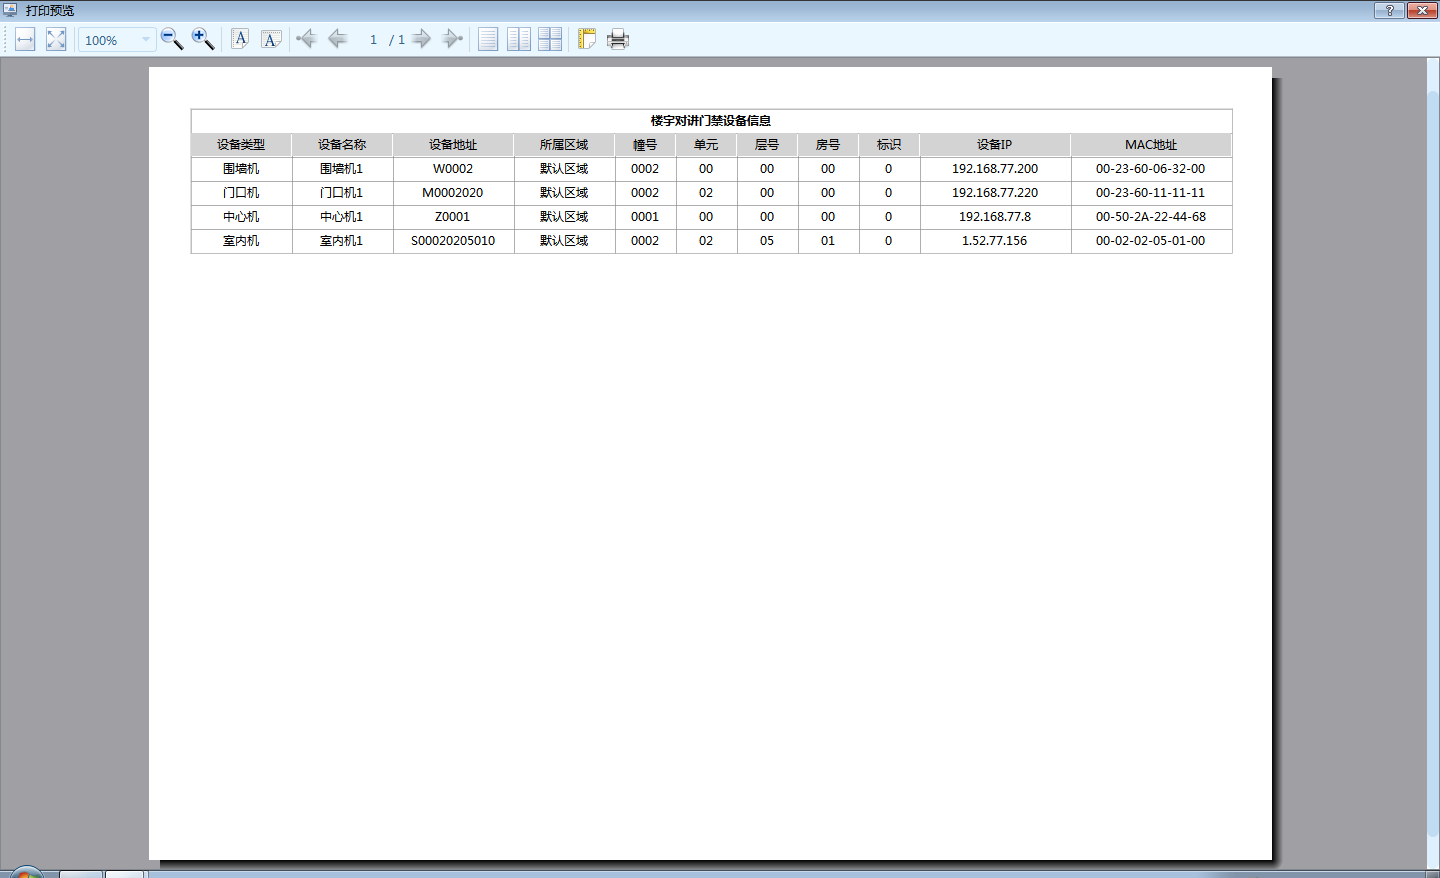 打印预览
100%
1 / 1
楼宇对讲门禁设备信息
设备类型 设备名称 设备地址 所属区域 幢号 单元 层号 房号 标识 设备IP MAC地址
围墙机 围墙机1 W0002 默认区域 0002 00 00 00 0 192.168.77.200 00-23-60-06-32-00
门口机 门口机1 M0002020 默认区域 0002 02 00 00 0 192.168.77.220 00-23-60-11-11-11
中心机 中心机1 Z0001 默认区域 0001 00 00 00 0 192.168.77.8 00-50-2A-22-44-68
室内机 室内机1 S00020205010 默认区域 0002 02 05 01 0 1.52.77.156 00-02-02-05-01-00